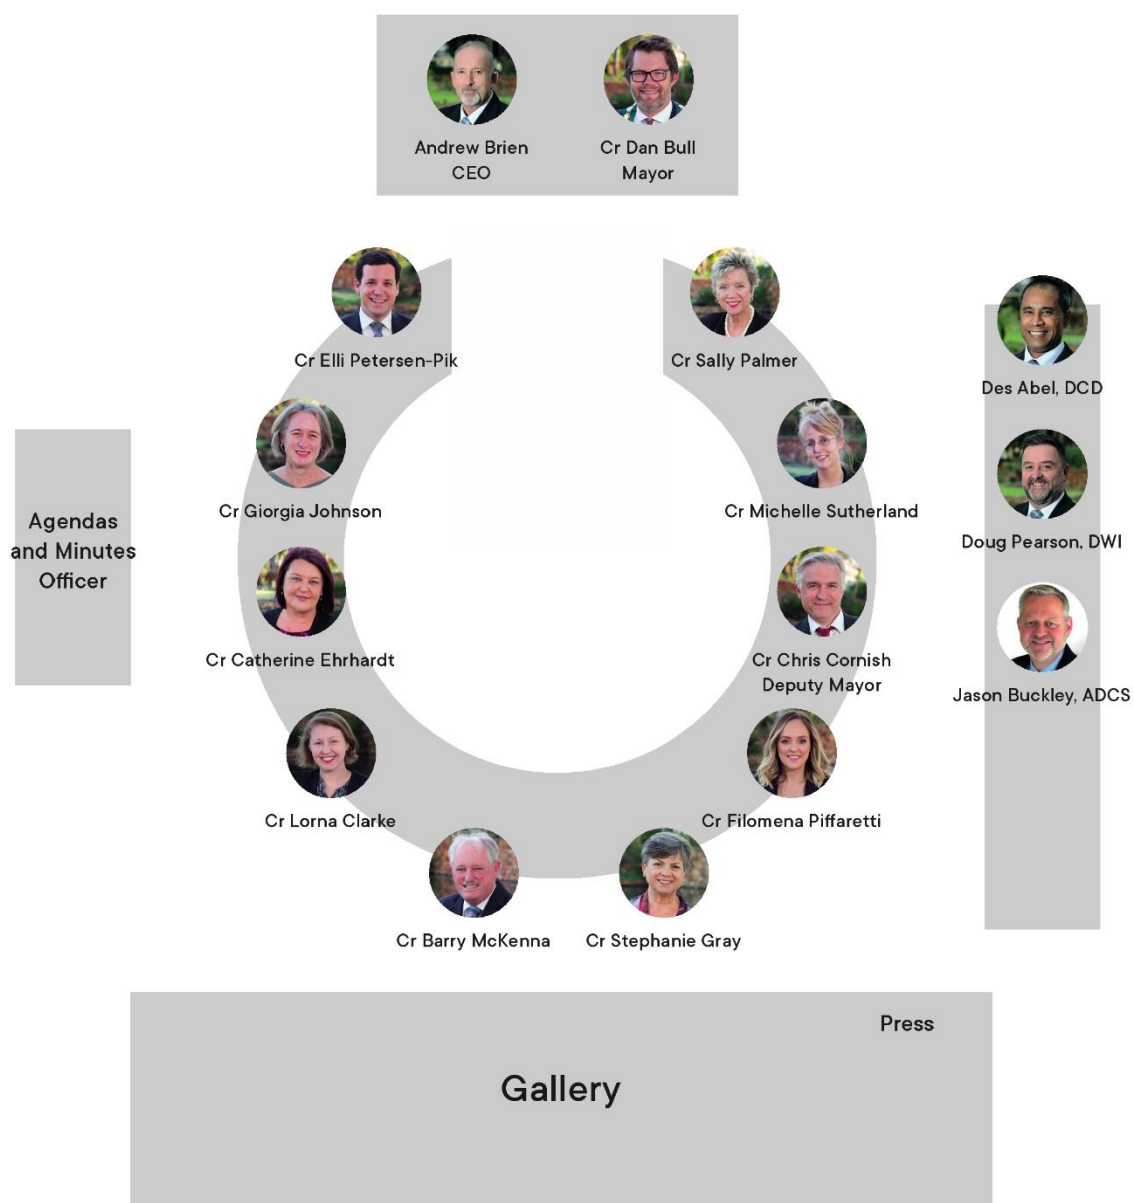 Andrew Brien
CEO
Cr Dan Bull
Mayor
Cr Elli Petersen-Pik
Cr Sally Palmer
Des Abel, DCD
Cr Giorgia Johnson
Cr Michelle Sutherland
Agendas
and Minutes
Officer
Doug Pearson, DWI
Cr Catherine Ehrhardt
Cr Chris Cornish
Deputy Mayor
Jason Buckley, ADCS
Cr Lorna Clarke
Cr Filomena Piffaretti
Cr Barry McKenna
Cr Stephanie Gray
Press
Gallery